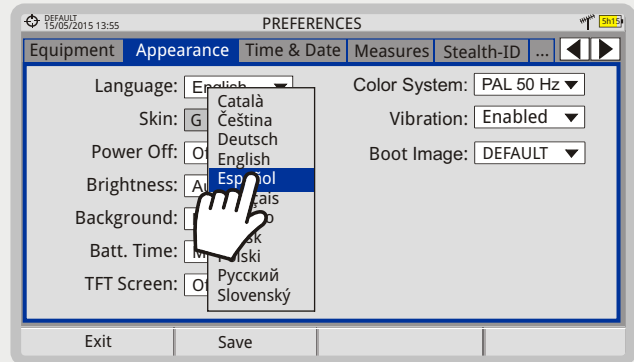 DEFAULT
15/05/2015 13:55
PREFERENCES
5h15
Equipment Appearance Time & Date Measures Stealth-ID ...
Language: English
Skin: G
Power Off:
Brightness:
Background:
Batt. Time:
TFT Screen:
Català
Čeština
Deutsch
English
Español
Русский
Slovenský
Color System: PAL 50 Hz
Vibration: Enabled
Boot Image: DEFAULT
Exit Save